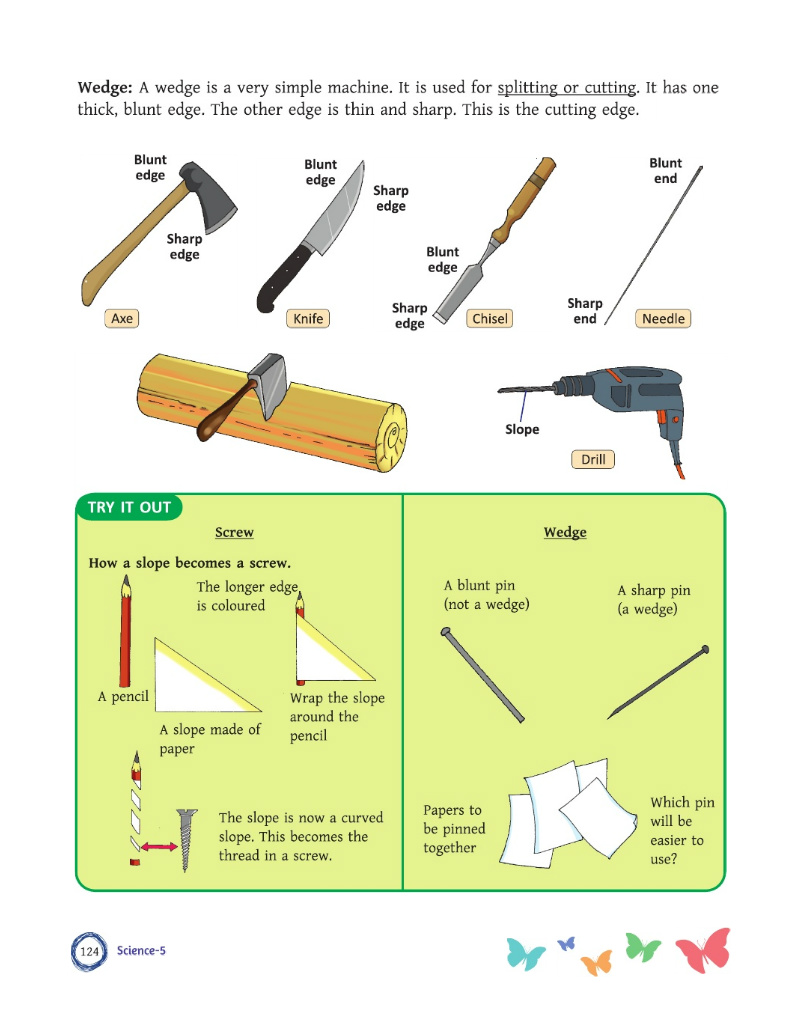 Wedge: A wedge is a very simple machine. It is used for splitting or cutting. It has one
thick, blunt edge. The other edge is thin and sharp. This is the cutting edge.
Blunt
edge
Sharp
edge
Axe
Blunt
edge
Sharp
edge
Knife
Blunt
edge
Sharp
edge
Chisel
Blunt
end
Sharp
end
Needle
Slope
Drill
TRY IT OUT
Screw
How a slope becomes a screw.
The longer edge
is coloured
A pencil
A slope made of
paper
Wrap the slope
around the
pencil
The slope is now a curved
slope. This becomes the
thread in a screw.
Wedge
A blunt pin
(not a wedge)
A sharp pin
(a wedge)
Papers to
be pinned
together
Which pin
will be
easier to
use?
124
Science-5